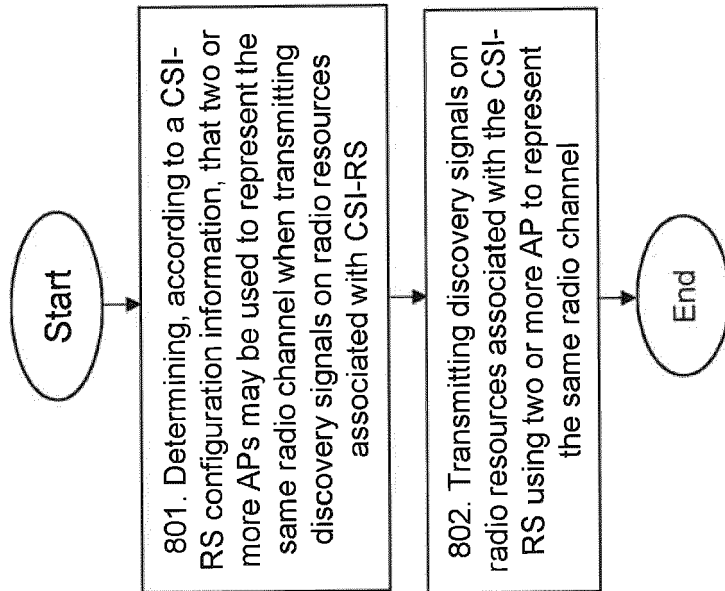 Start
801. Determining, according to a CSI-
RS configuration information, that two or
more APs may be used to represent the
same radio channel when transmitting
discovery signals on radio resources
associated with CSI-RS
802. Transmitting discovery signals on
radio resources associated with the CSI-
RS using two or more AP to represent
the same radio channel
End